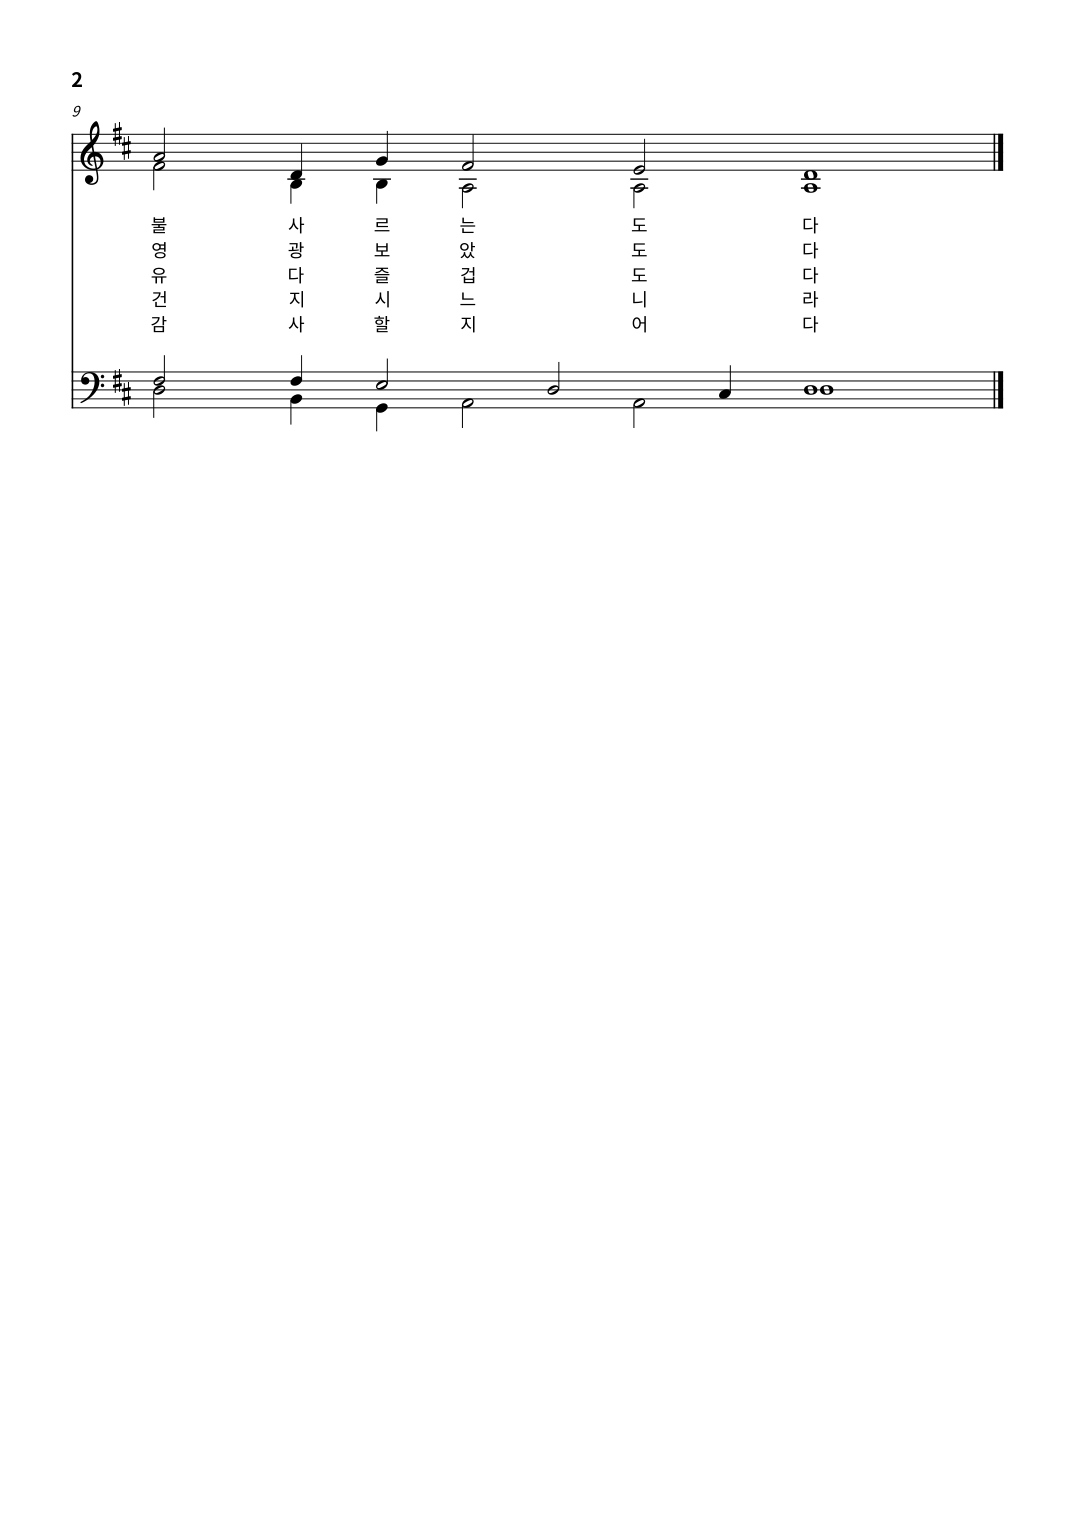 2
9
불 사 르 는 도 다
영 광 보 았 도 다
유 다 즐 겁 도 다
건 지 시 느 니 라
감 사 할 지 어 다